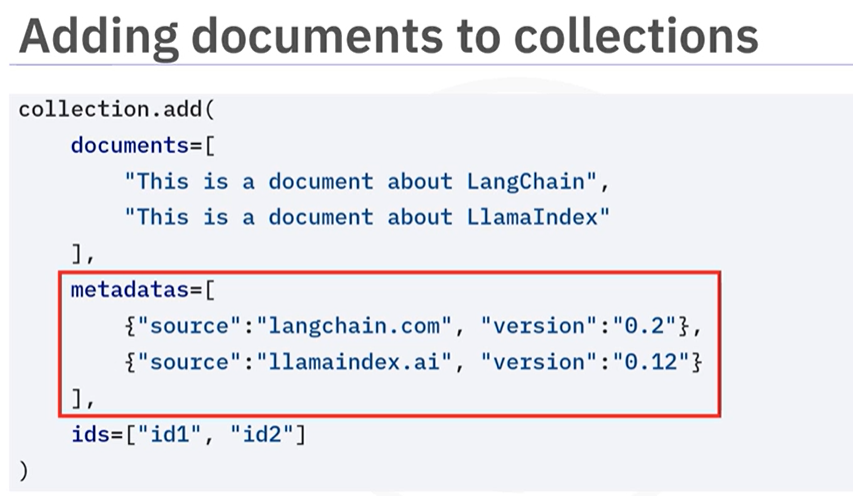 Adding documents to collections
collection.add(
    documents=[
        "This is a document about LangChain",
        "This is a document about LlamaIndex"
    ],
    metadatas=[
        {"source":"langchain.com", "version":"0.2"},
        {"source":"llamaindex.ai", "version":"0.12"}
    ],
    ids=["id1", "id2"]
)